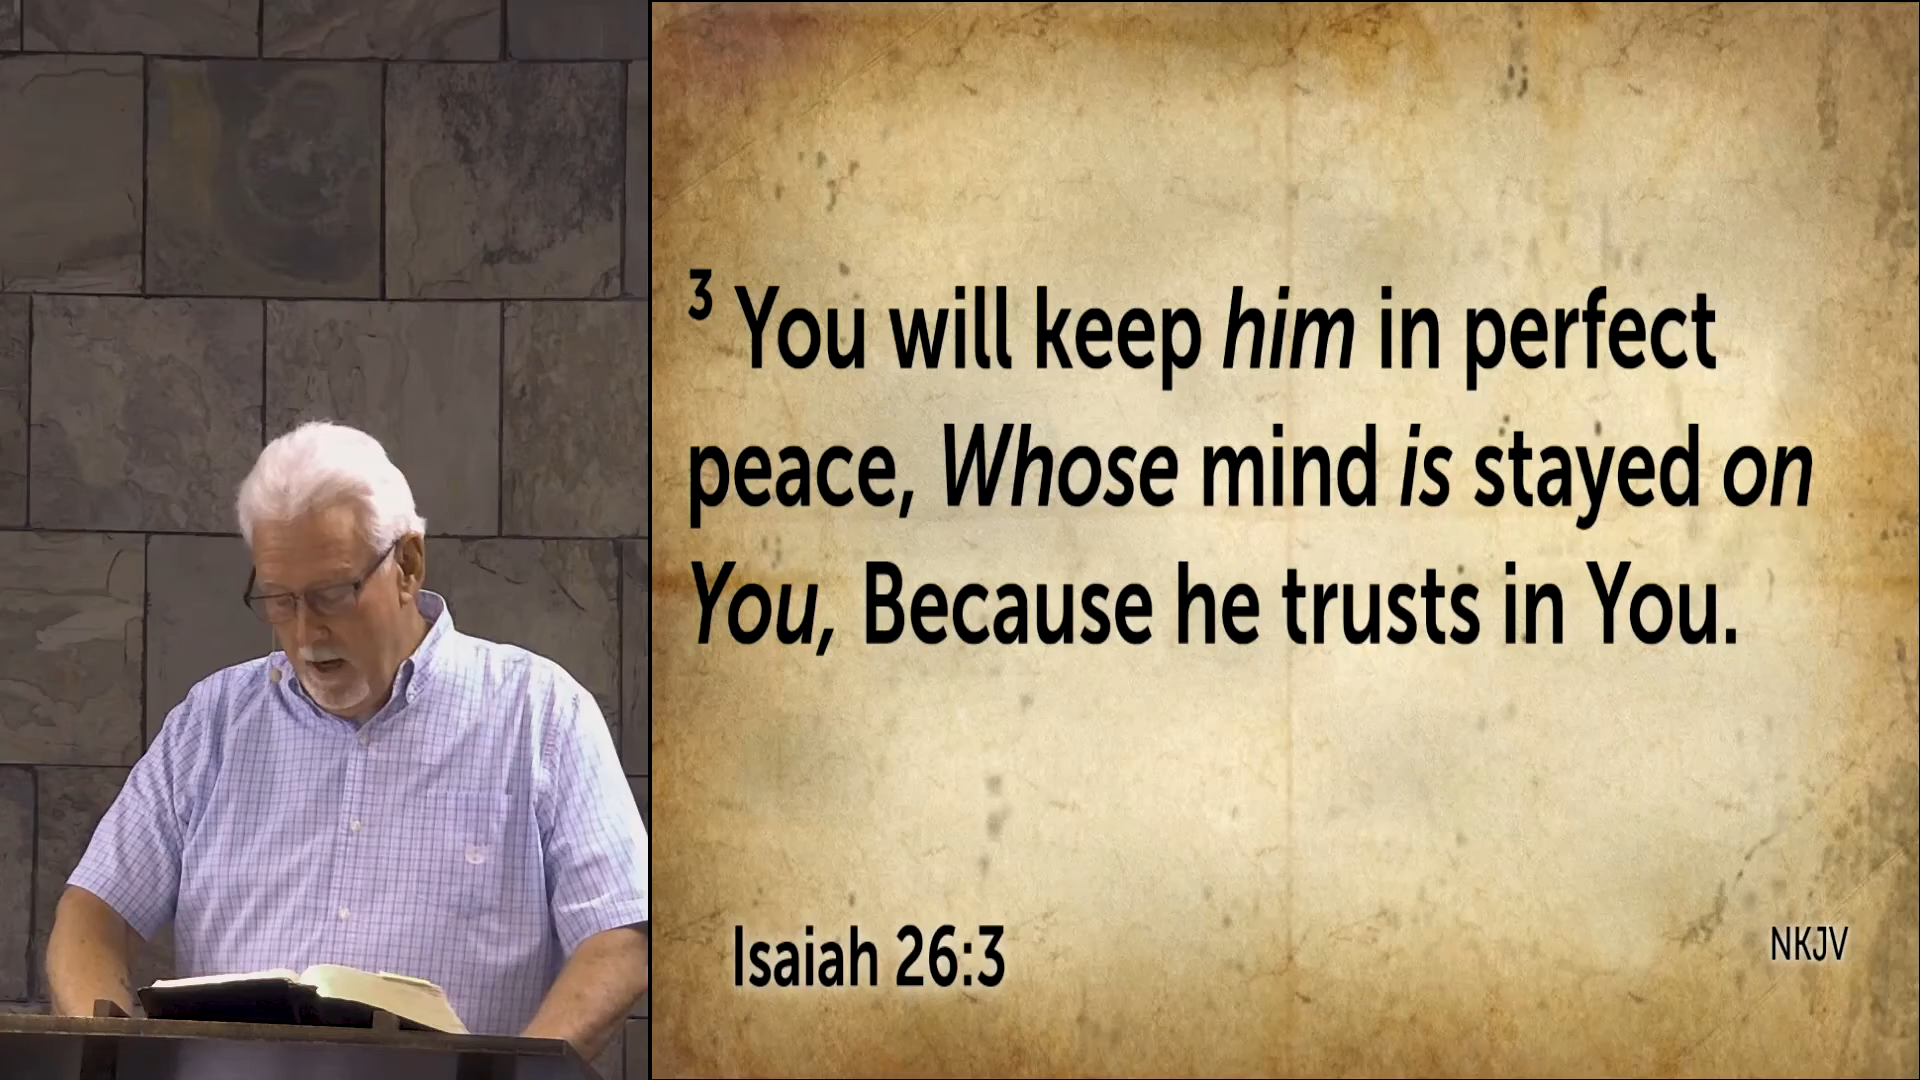 3 You will keep him in perfect
peace, Whose mind is stayed on
You, Because he trusts in You.
Isaiah 26:3
NKJV